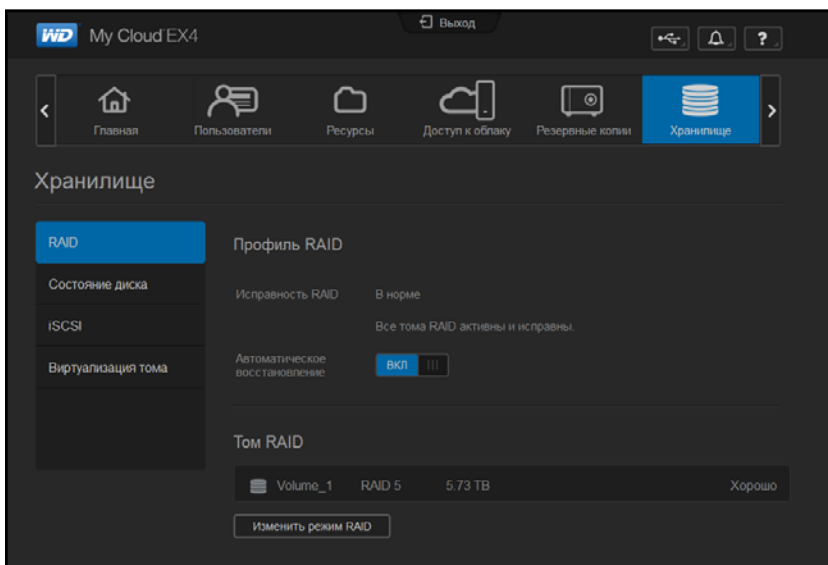 WD My Cloud EX4
Выход
?
Главная
Пользователи
Ресурсы
Доступ к облаку
Резервные копии
Хранилище
Хранилище
RAID
Состояние диска
iSCSI
Виртуализация тома
Профиль RAID
Исправность RAID
В норме
Все тома RAID активны и исправны.
Автоматическое
восстановление
ВКЛ
Том RAID
Volume_1 RAID 5 5.73 TB Хорошо
Изменить режим RAID